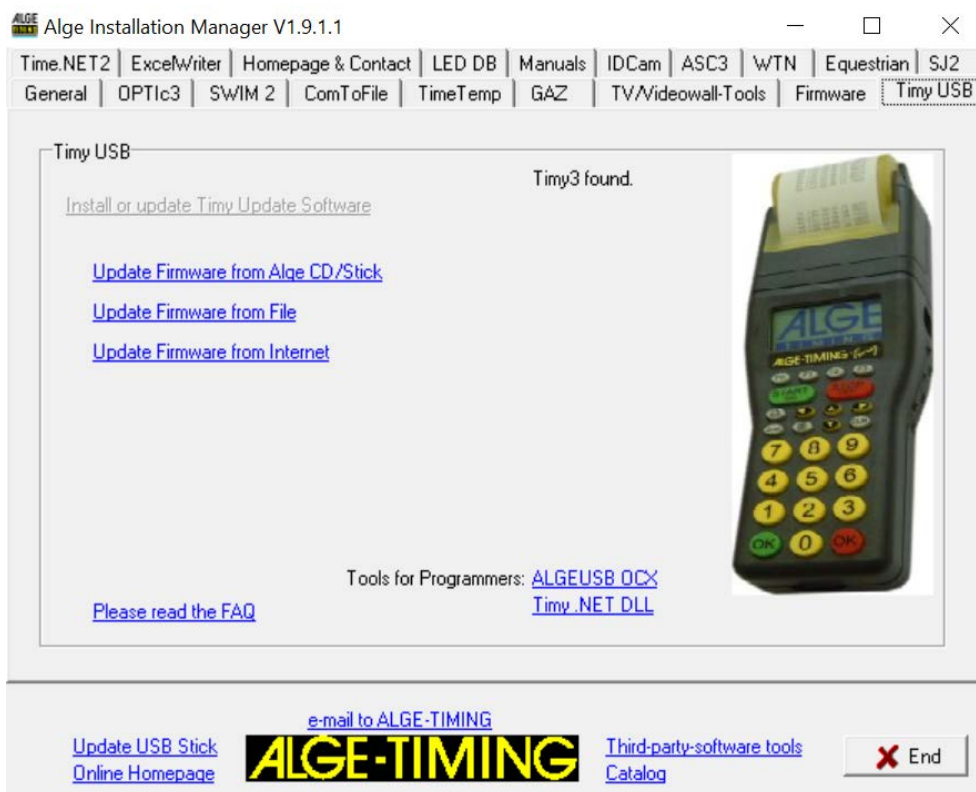 Alge Installation Manager V1.9.1.1
Time.NET2 ExcelWriter Homepage & Contact LED DB Manuals IDCam ASC3 WTN Equestrian SJ2
General OPTIc3 SWIM 2 ComToFile TimeTemp GAZ TV/Videowall-Tools Firmware Timy USB
Timy USB
Timy3 found.
Install or update Timy Update Software
Update Firmware from Alge CD/Stick
Update Firmware from File
Update Firmware from Internet
ALGE
TIMING
ALGE-TIMING
START
STOP
7 8 9
4 5 6
1 2 3
OK 0 OK
Tools for Programmers: ALGEUSB OCX
Timy .NET DLL
Please read the FAQ
e-mail to ALGE-TIMING
Update USB Stick
Online Homepage
ALGE-TIMING
Third-party-software tools
Catalog
End